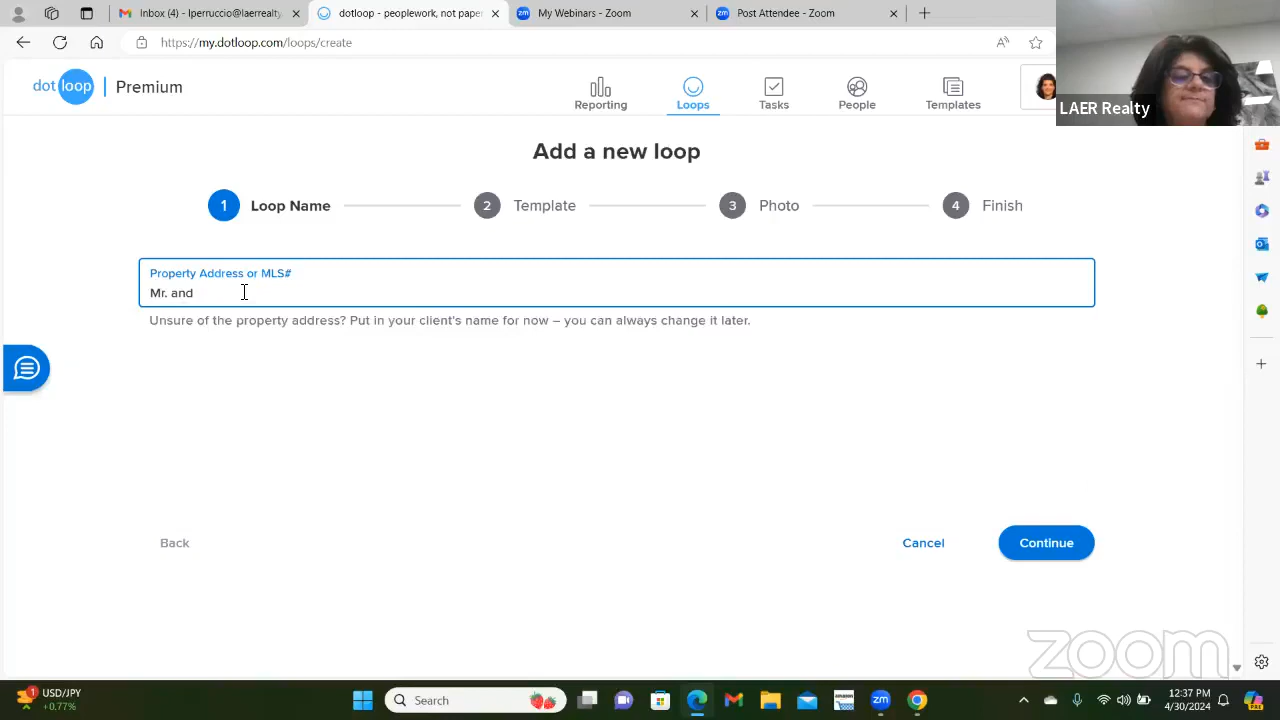 Inbox (4) - lperruccio@laerrealty
dotloop - peoplework, not paper
My Webinars - Zoom
Post Attendee - Zoom
https://my.dotloop.com/loops/create
dotloop | Premium
Reporting
Loops
Tasks
People
Templates
LAER Realty
Add a new loop
1 Loop Name
2 Template
3 Photo
4 Finish
Property Address or MLS#
Mr. and
Unsure of the property address? Put in your client's name for now – you can always change it later.
Back
Cancel
Continue
zoom
1 USD/JPY
+0.77%
Search
12:37 PM
4/30/2024